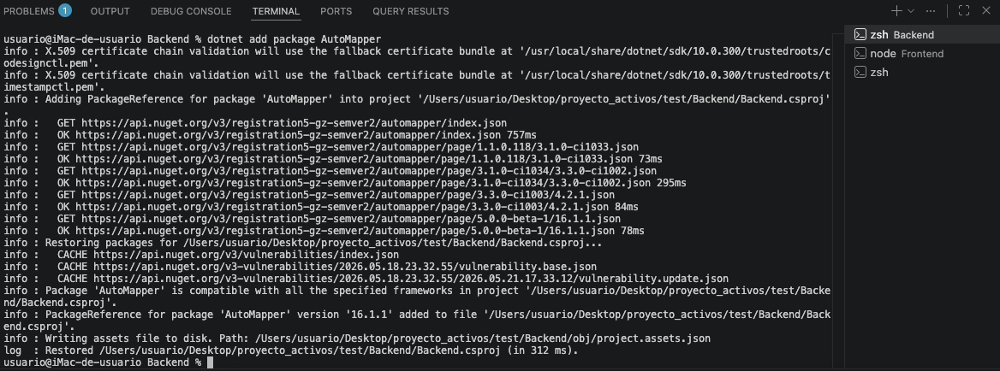 PROBLEMS 1 OUTPUT DEBUG CONSOLE TERMINAL PORTS QUERY RESULTS
usuario@iMac-de-usuario Backend % dotnet add package AutoMapper
info : X.509 certificate chain validation will use the fallback certificate bundle at '/usr/local/share/dotnet/sdk/10.0.300/trustedroots/c
odesignctl.pem'.
info : X.509 certificate chain validation will use the fallback certificate bundle at '/usr/local/share/dotnet/sdk/10.0.300/trustedroots/t
imestampctl.pem'.
info : Adding PackageReference for package 'AutoMapper' into project '/Users/usuario/Desktop/proyecto_activos/test/Backend/Backend.csproj'
.
info :   GET https://api.nuget.org/v3/registration5-gz-semver2/automapper/index.json
info :   OK https://api.nuget.org/v3/registration5-gz-semver2/automapper/index.json 757ms
info :   GET https://api.nuget.org/v3/registration5-gz-semver2/automapper/page/1.1.0.118/3.1.0-ci1033.json
info :   OK https://api.nuget.org/v3/registration5-gz-semver2/automapper/page/1.1.0.118/3.1.0-ci1033.json 73ms
info :   GET https://api.nuget.org/v3/registration5-gz-semver2/automapper/page/3.1.0-ci1034/3.3.0-ci1002.json
info :   OK https://api.nuget.org/v3/registration5-gz-semver2/automapper/page/3.1.0-ci1034/3.3.0-ci1002.json 295ms
info :   GET https://api.nuget.org/v3/registration5-gz-semver2/automapper/page/3.3.0-ci1003/4.2.1.json
info :   OK https://api.nuget.org/v3/registration5-gz-semver2/automapper/page/3.3.0-ci1003/4.2.1.json 84ms
info :   GET https://api.nuget.org/v3/registration5-gz-semver2/automapper/page/5.0.0-beta-1/16.1.1.json
info :   OK https://api.nuget.org/v3/registration5-gz-semver2/automapper/page/5.0.0-beta-1/16.1.1.json 78ms
info : Restoring packages for /Users/usuario/Desktop/proyecto_activos/test/Backend/Backend.csproj...
info :   CACHE https://api.nuget.org/v3/vulnerabilities/index.json
info :   CACHE https://api.nuget.org/v3-vulnerabilities/2026.05.18.23.32.55/vulnerability.base.json
info :   CACHE https://api.nuget.org/v3-vulnerabilities/2026.05.18.23.32.55/2026.05.21.17.33.12/vulnerability.update.json
info : Package 'AutoMapper' is compatible with all the specified frameworks in project '/Users/usuario/Desktop/proyecto_activos/test/Backe
nd/Backend.csproj'.
info : PackageReference for package 'AutoMapper' version '16.1.1' added to file '/Users/usuario/Desktop/proyecto_activos/test/Backend/Back
end.csproj'.
info : Writing assets file to disk. Path: /Users/usuario/Desktop/proyecto_activos/test/Backend/obj/project.assets.json
log  : Restored /Users/usuario/Desktop/proyecto_activos/test/Backend/Backend.csproj (in 312 ms).
usuario@iMac-de-usuario Backend %
zsh Backend
node Frontend
zsh